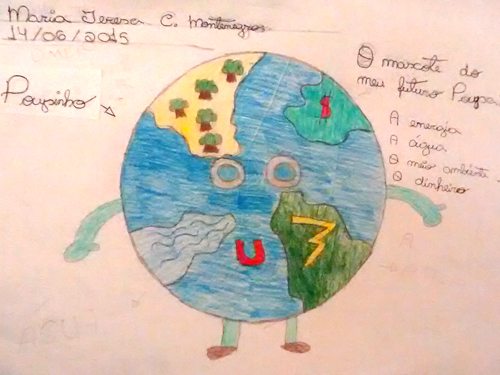 Maria Teresa C. Montenegro
14/06/2015
Poupinho
O mascote do
meu futuro Poupa
A energia
A água
O meio ambiente
O dinheiro
$